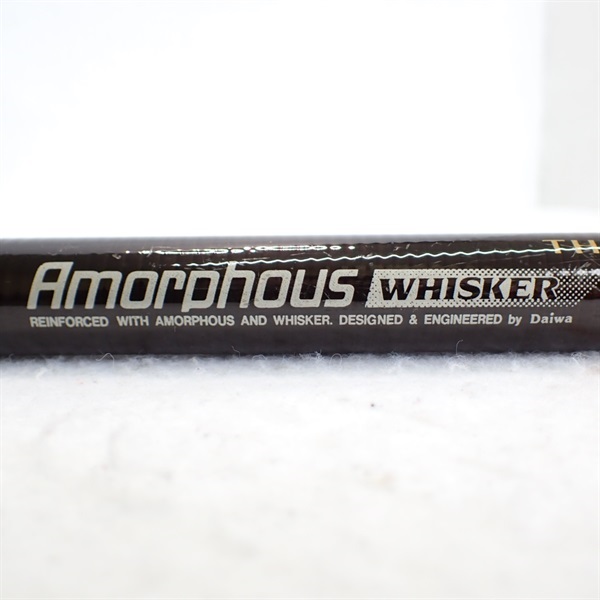 Amorphous WHISKER
REINFORCED WITH AMORPHOUS AND WHISKER. DESIGNED & ENGINEERED by Daiwa